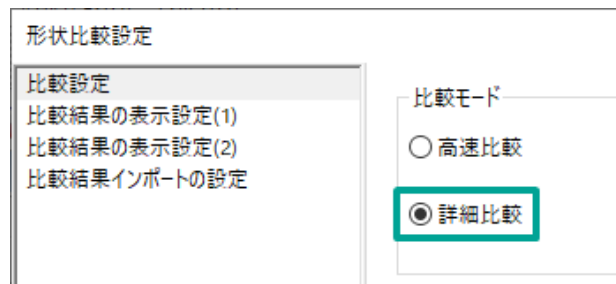 形状比較設定
比較設定
比較結果の表示設定(1)
比較結果の表示設定(2)
比較結果インポートの設定
比較モード
高速比較
詳細比較